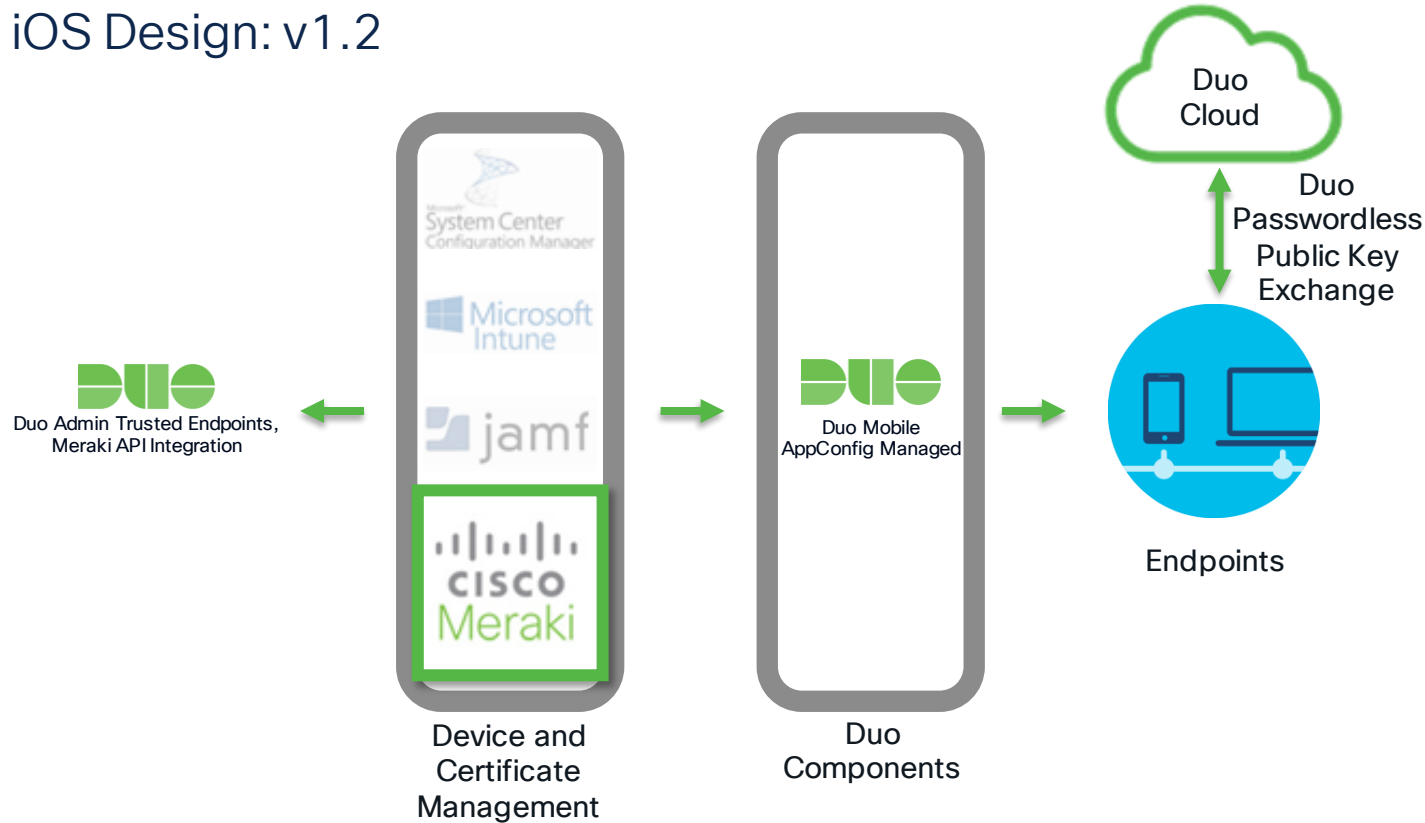 iOS Design: v1.2
Duo
Cloud
Duo
Passwordless
Public Key
Exchange
Microsoft
System Center
Configuration Manager
Microsoft
Intune
jamf
CISCO
Meraki
Device and
Certificate
Management
DUO
Duo Admin Trusted Endpoints,
Meraki API Integration
DUO
Duo Mobile
AppConfig Managed
Duo
Components
Endpoints